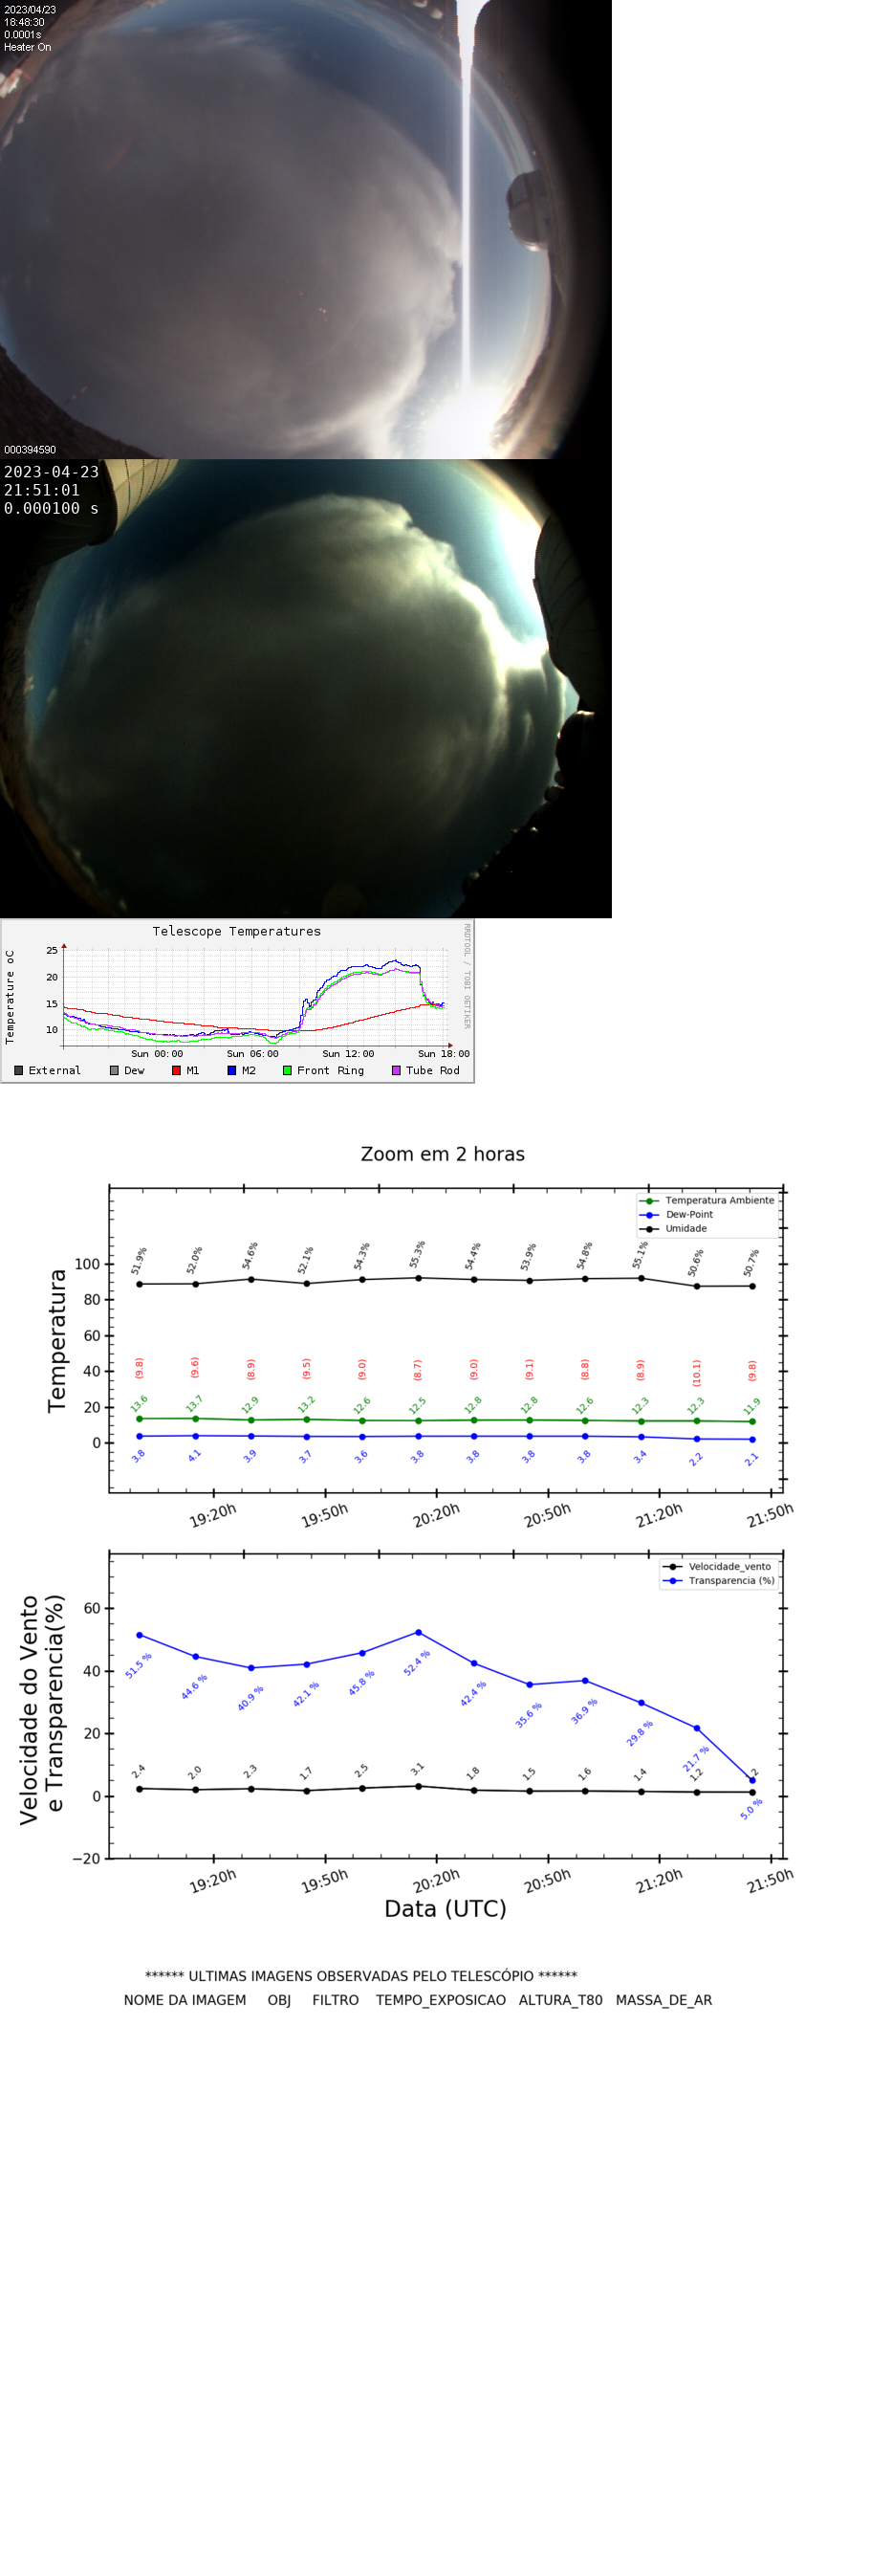 2023/04/23
18:48:30
0.0001s
Heater On
000394590
2023-04-23
21:51:01
0.000100 s
Telescope Temperatures
RRDTOOL / TOBI OETIKER
Temperature oC
25
20
15
10
Sun 00:00 Sun 06:00 Sun 12:00 Sun 18:00
External Dew M1 M2 Front Ring Tube Rod
Zoom em 2 horas
Temperatura Ambiente
Dew-Point
Umidade
Temperatura
100
80
60
40
20
0
51.9% 52.0% 54.6% 52.1% 54.3% 55.3% 54.4% 53.9% 54.8% 55.1% 50.6% 50.7%
(9.8) (9.6) (8.9) (9.5) (9.0) (8.7) (9.0) (9.1) (8.8) (8.9) (10.1) (9.8)
13.6 13.7 12.9 13.2 12.6 12.5 12.8 12.8 12.6 12.3 12.3 11.9
3.8 4.1 3.9 3.7 3.6 3.8 3.8 3.8 3.8 3.4 2.2 2.1
19:20h 19:50h 20:20h 20:50h 21:20h 21:50h
Velocidade_vento
Transparencia (%)
Velocidade do Vento
e Transparencia(%)
60
40
20
0
−20
51.5 % 44.6 % 40.9 % 42.1 % 45.8 % 52.4 % 42.4 % 35.6 % 36.9 % 29.8 % 21.7 % 5.0 %
2.4 2.0 2.3 1.7 2.5 3.1 1.8 1.5 1.6 1.4 1.2
19:20h 19:50h 20:20h 20:50h 21:20h 21:50h
Data (UTC)
****** ULTIMAS IMAGENS OBSERVADAS PELO TELESCÓPIO ******
NOME DA IMAGEM OBJ FILTRO TEMPO_EXPOSICAO ALTURA_T80 MASSA_DE_AR